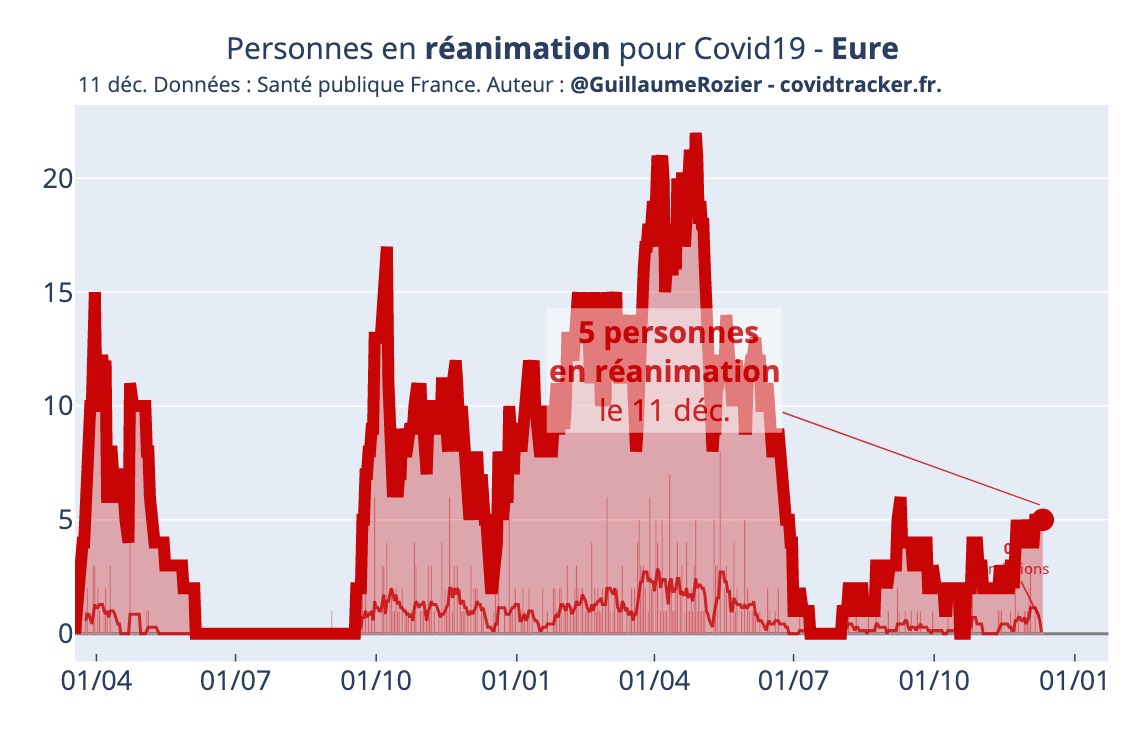 Personnes en réanimation pour Covid19 - Eure
11 déc. Données : Santé publique France. Auteur : @GuillaumeRozier - covidtracker.fr.
20
15
10
5
0
5 personnes
en réanimation
le 11 déc.
01/04
01/07
01/10
01/01
01/04
01/07
01/10
01/01